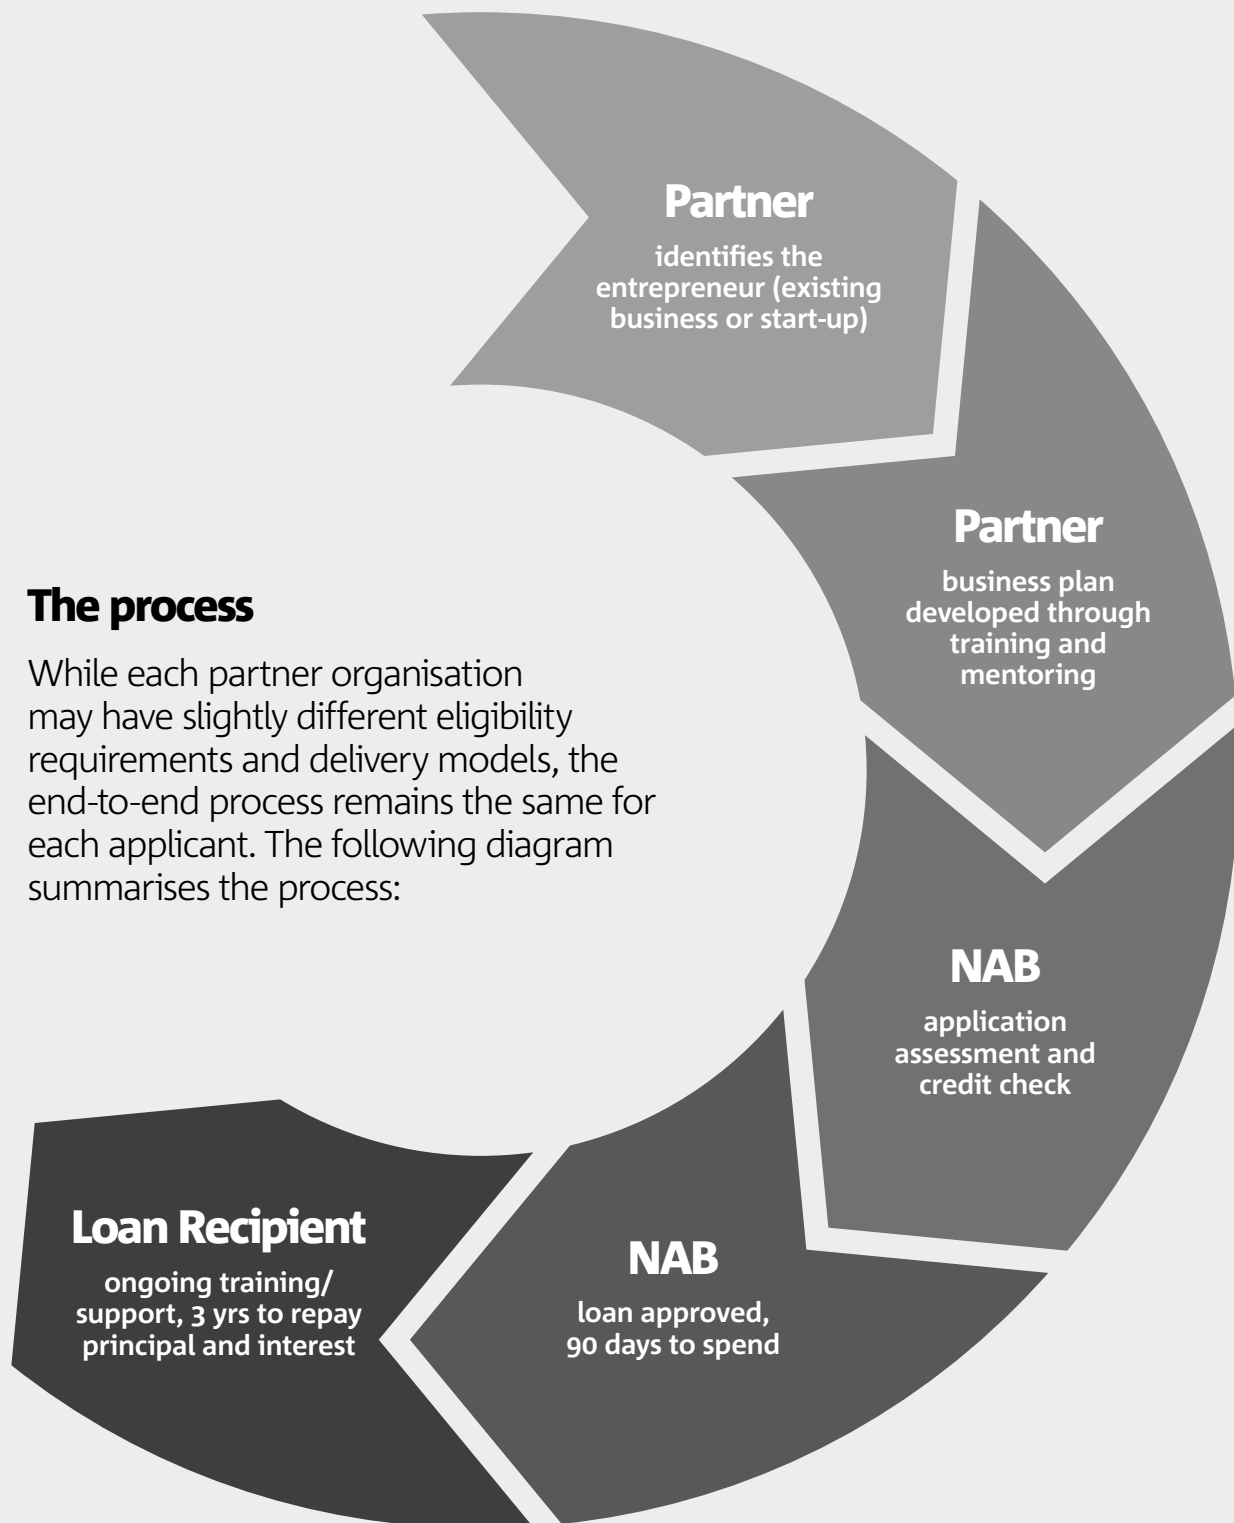 The process
While each partner organisation
may have slightly different eligibility
requirements and delivery models, the
end-to-end process remains the same for
each applicant. The following diagram
summarises the process:
Partner
identifies the
entrepreneur (existing
business or start-up)
Partner
business plan
developed through
training and
mentoring
NAB
application
assessment and
credit check
NAB
loan approved,
90 days to spend
Loan Recipient
ongoing training/
support, 3 yrs to repay
principal and interest